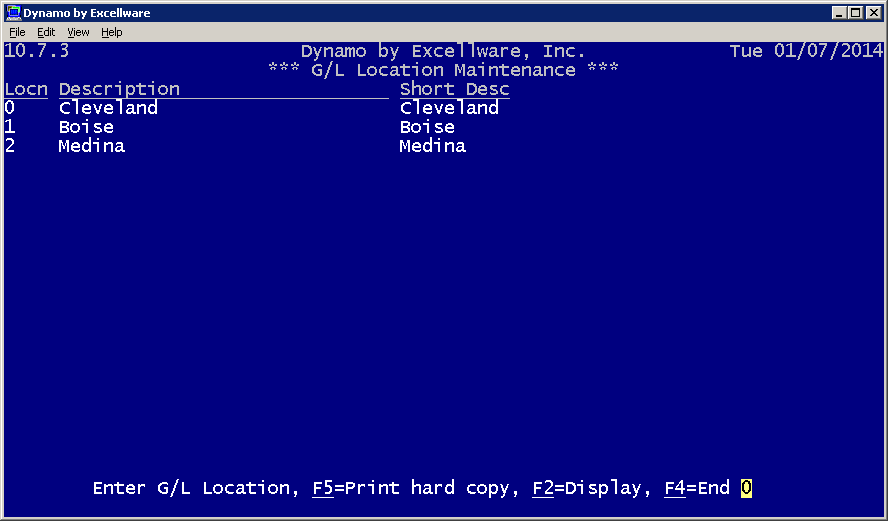 Dynamo by Excellware
File Edit View Help
10.7.3 Dynamo by Excellware, Inc. Tue 01/07/2014
*** G/L Location Maintenance ***
Locn Description Short Desc
0 Cleveland Cleveland
1 Boise Boise
2 Medina Medina
Enter G/L Location, F5=Print hard copy, F2=Display, F4=End 0